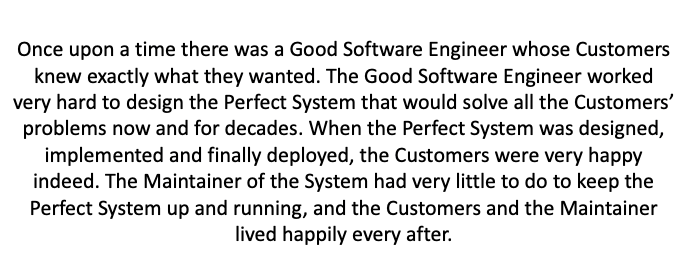 Once upon a time there was a Good Software Engineer whose Customers
knew exactly what they wanted. The Good Software Engineer worked
very hard to design the Perfect System that would solve all the Customers’
problems now and for decades. When the Perfect System was designed,
implemented and finally deployed, the Customers were very happy
indeed. The Maintainer of the System had very little to do to keep the
Perfect System up and running, and the Customers and the Maintainer
lived happily every after.